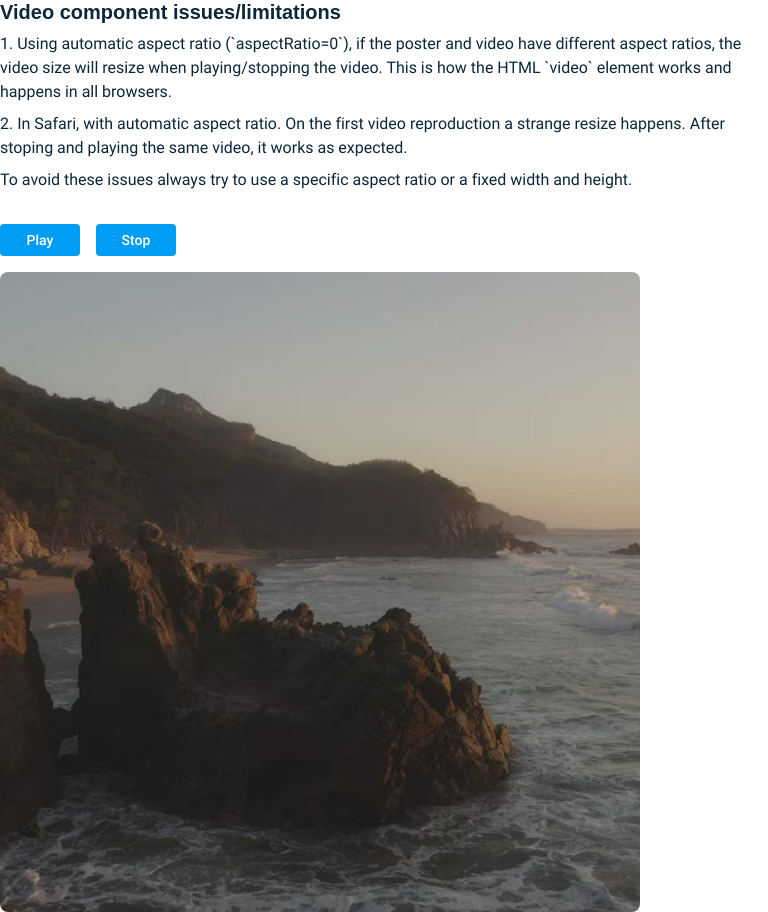 Video component issues/limitations
1. Using automatic aspect ratio (`aspectRatio=0`), if the poster and video have different aspect ratios, the
video size will resize when playing/stopping the video. This is how the HTML `video` element works and
happens in all browsers.
2. In Safari, with automatic aspect ratio. On the first video reproduction a strange resize happens. After
stoping and playing the same video, it works as expected.
To avoid these issues always try to use a specific aspect ratio or a fixed width and height.
Play Stop